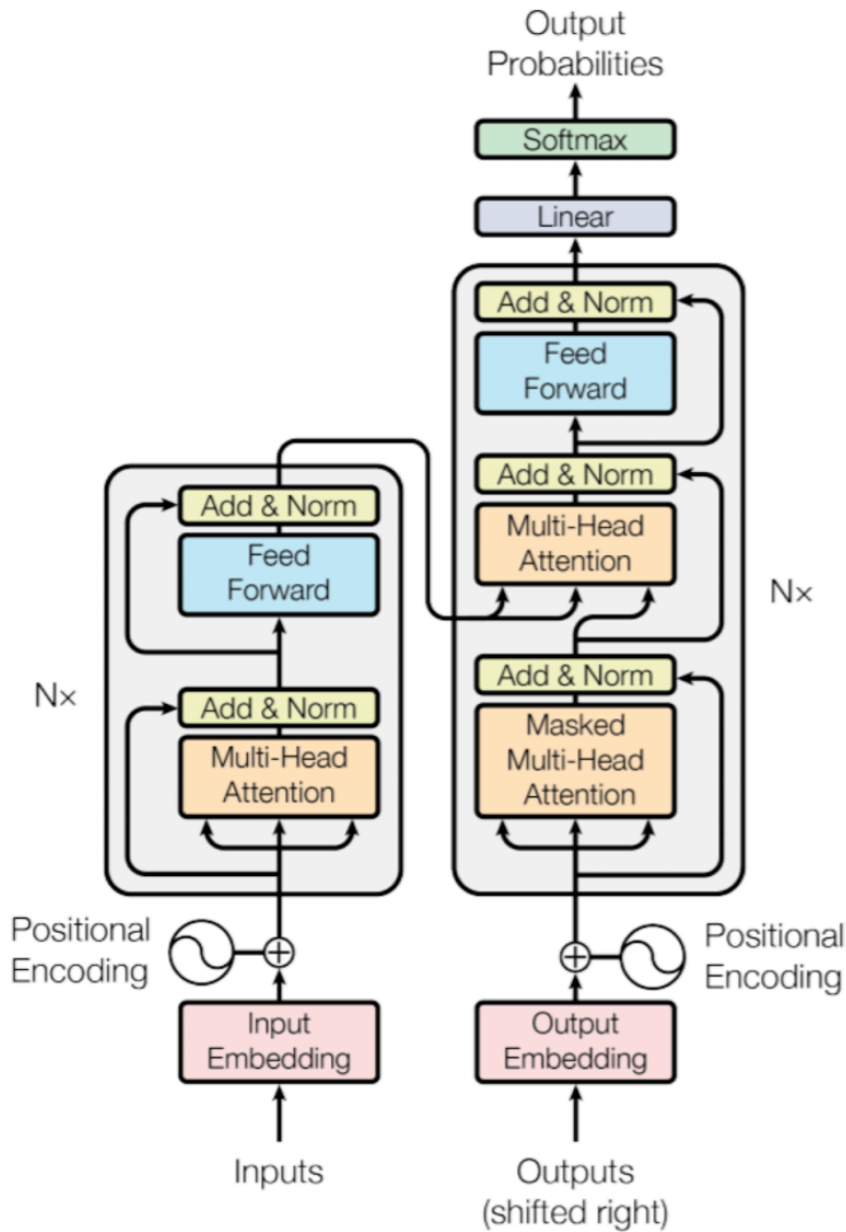 Output
Probabilities
Softmax
Linear
Add & Norm
Feed
Forward
Add & Norm
Multi-Head
Attention
N×
Add & Norm
Masked
Multi-Head
Attention
Add & Norm
Feed
Forward
N×
Add & Norm
Multi-Head
Attention
Positional
Encoding
Positional
Encoding
Input
Embedding
Output
Embedding
Inputs
Outputs
(shifted right)